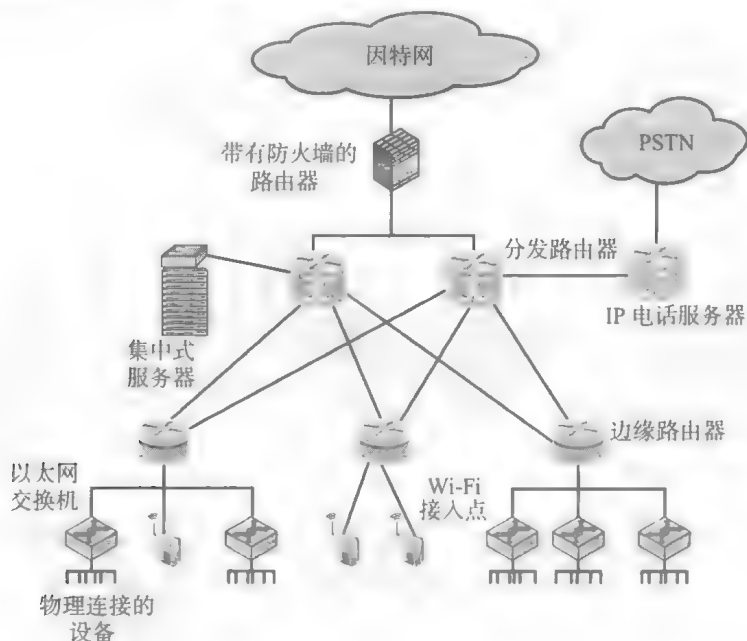 因特网
带有防火墙的
路由器
PSTN
分发路由器
IP 电话服务器
集中式
服务器
边缘路由器
以太网
交换机
Wi-Fi
接入点
物理连接的
设备